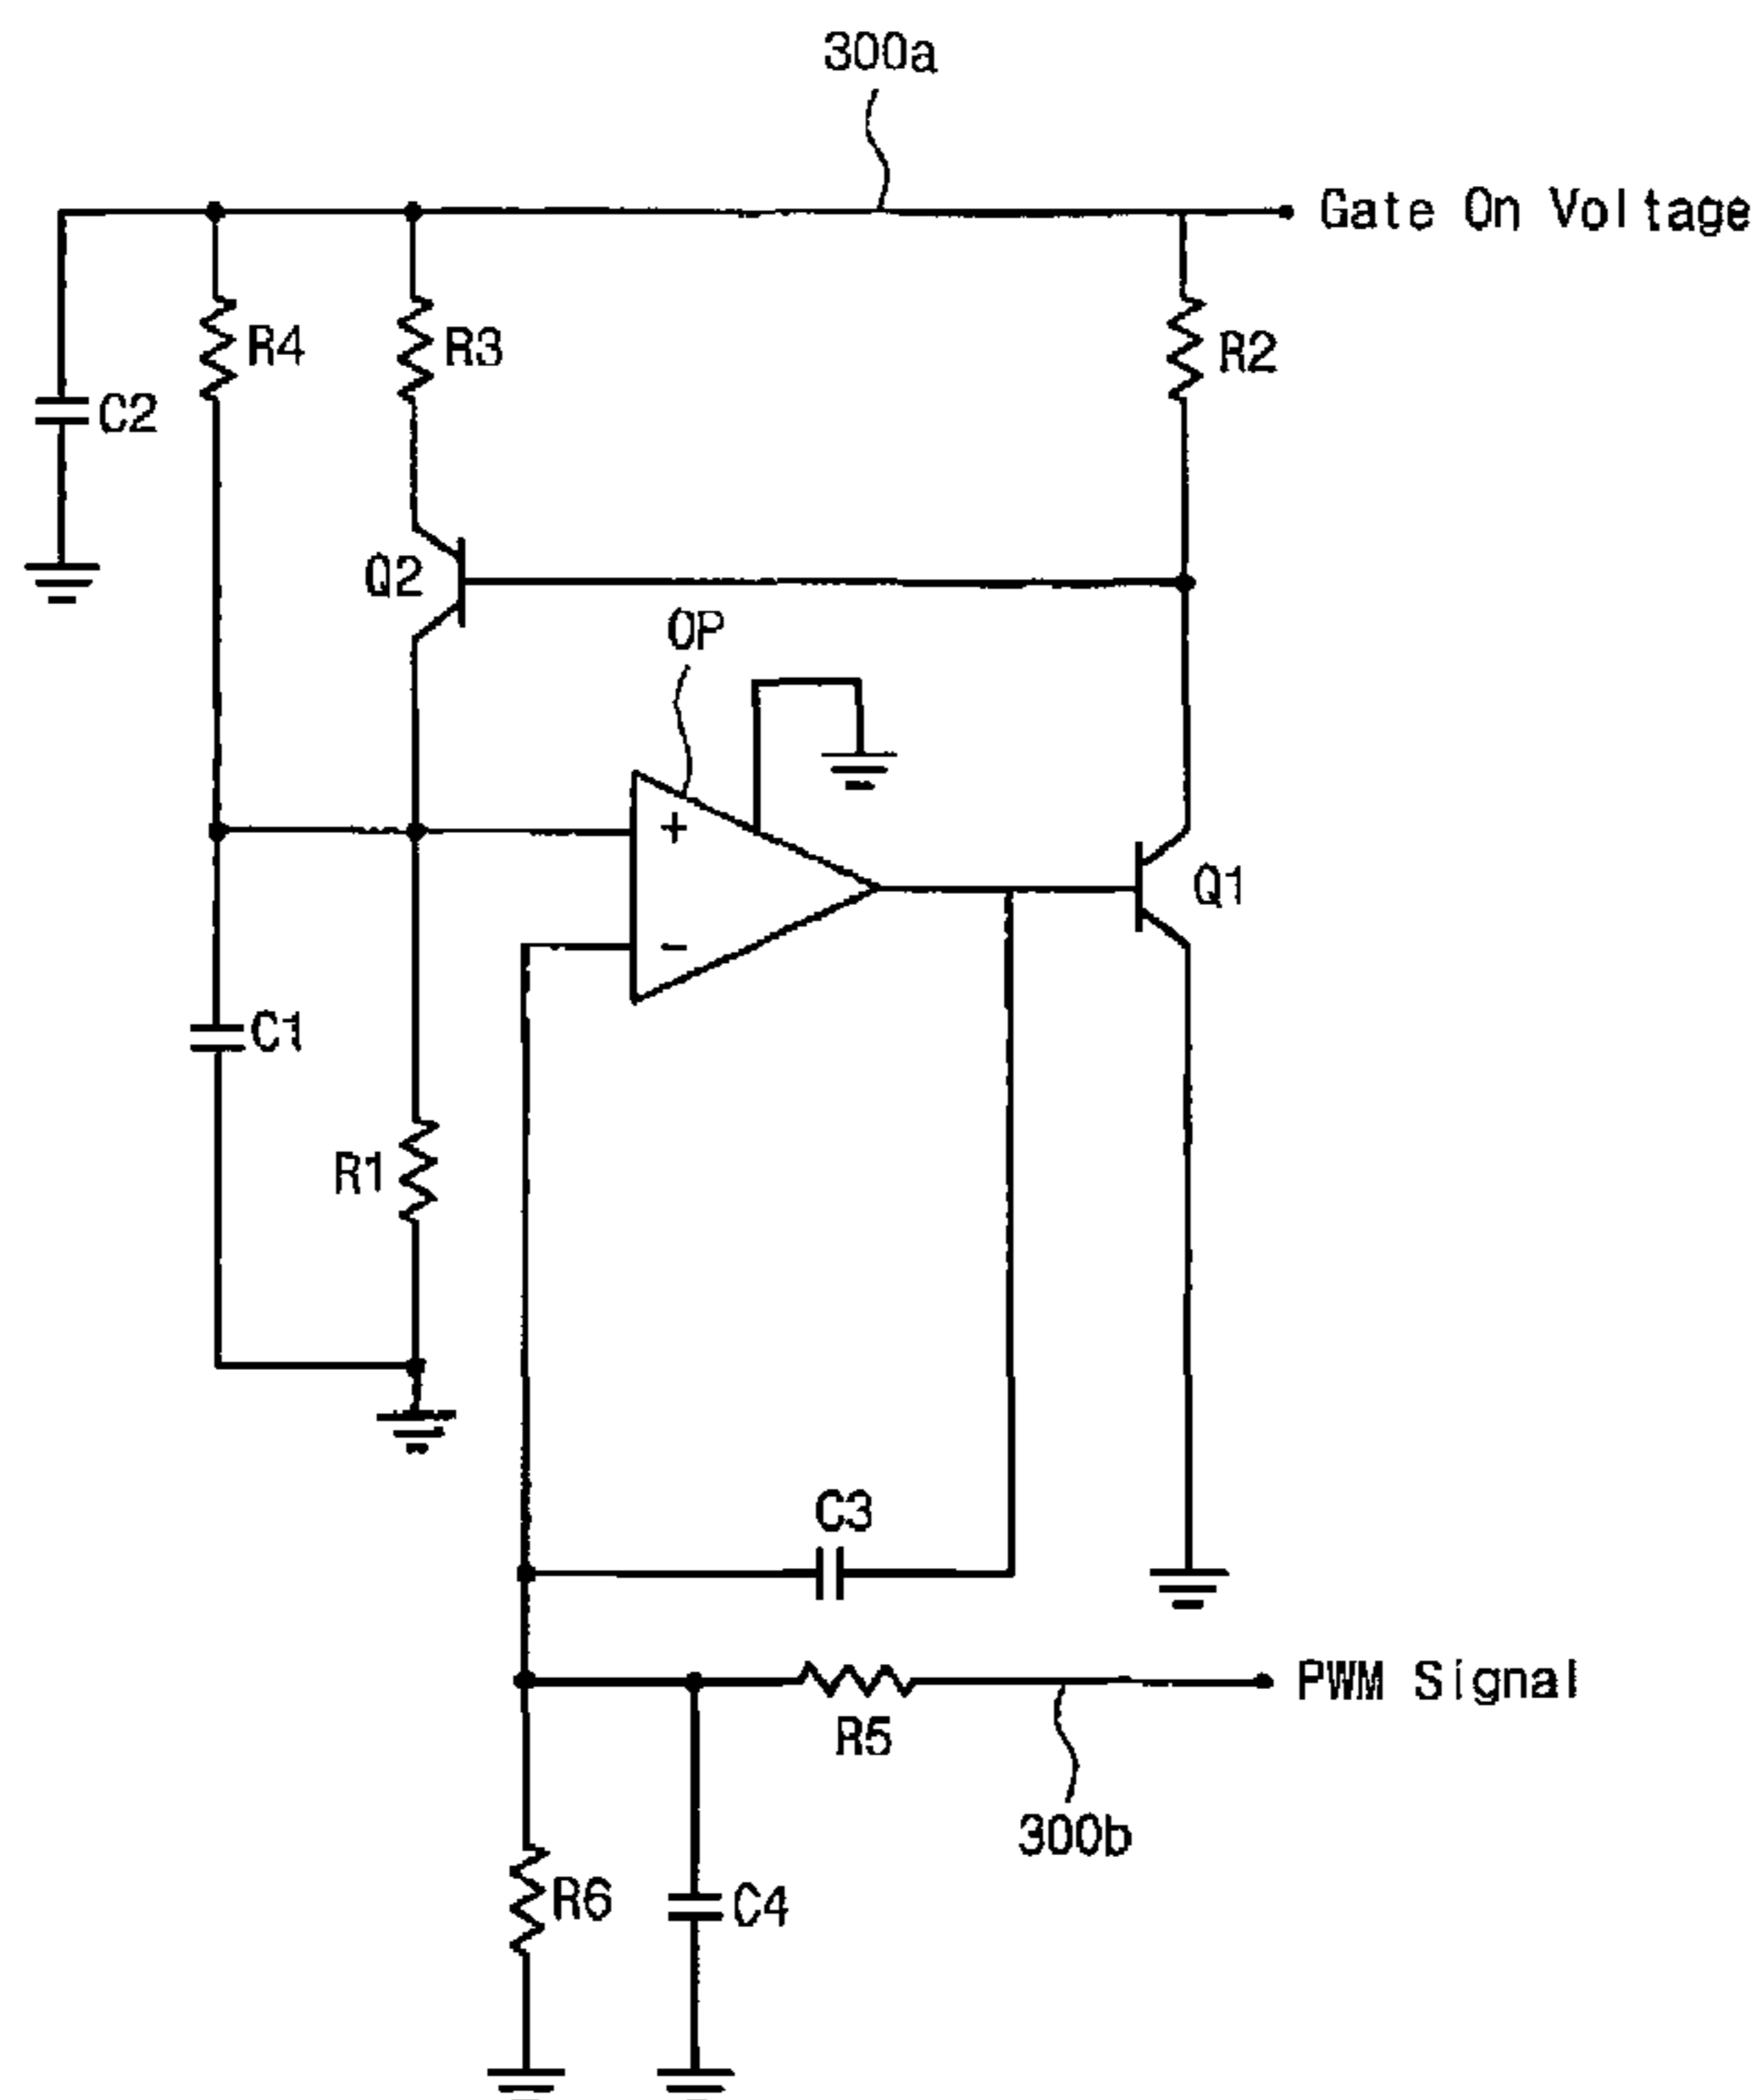 300a
Gate On Voltage
R4
R3
R2
C2
Q2
OP
+
Q1
-
C1
R1
C3
PWM Signal
R5
300b
R6
C4